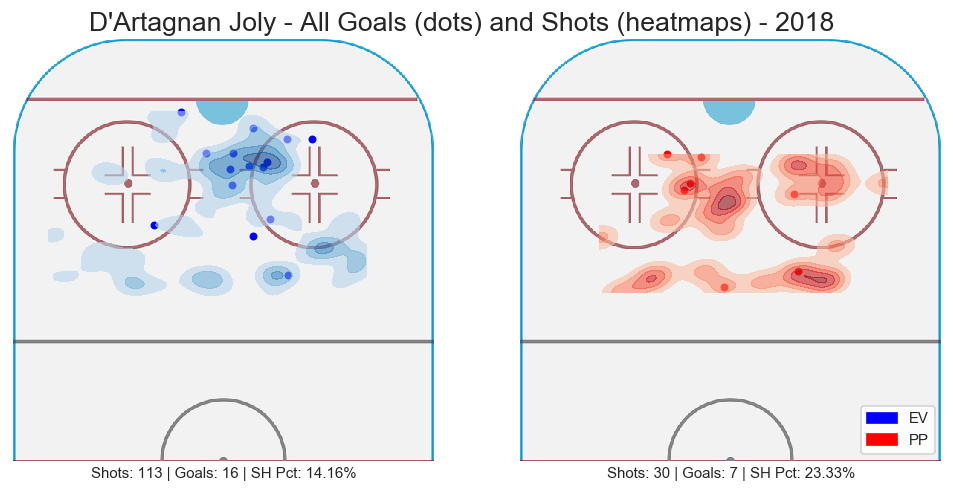 D'Artagnan Joly - All Goals (dots) and Shots (heatmaps) - 2018
EV
PP
Shots: 113 | Goals: 16 | SH Pct: 14.16%
Shots: 30 | Goals: 7 | SH Pct: 23.33%